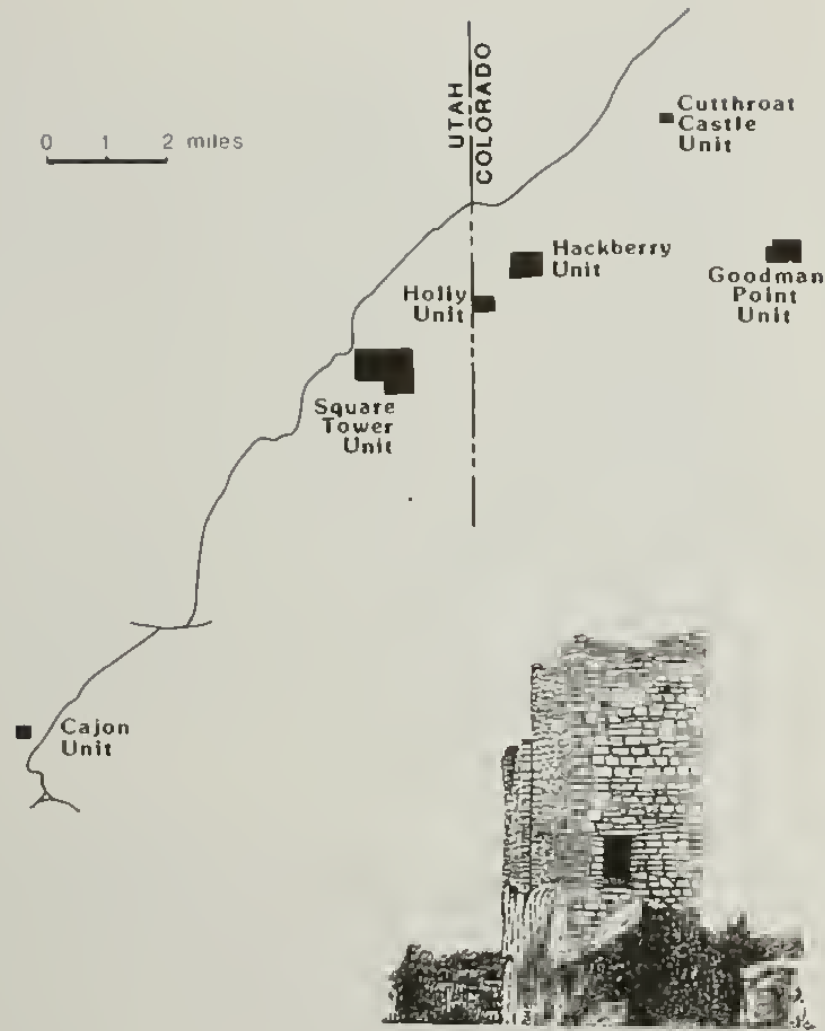 UTAH
COLORADO
0 1 2 miles
Cutthroat
Castle
Unit
Hackberry
Unit
Goodman
Point
Unit
Holly
Unit
Square
Tower
Unit
Cajon
Unit